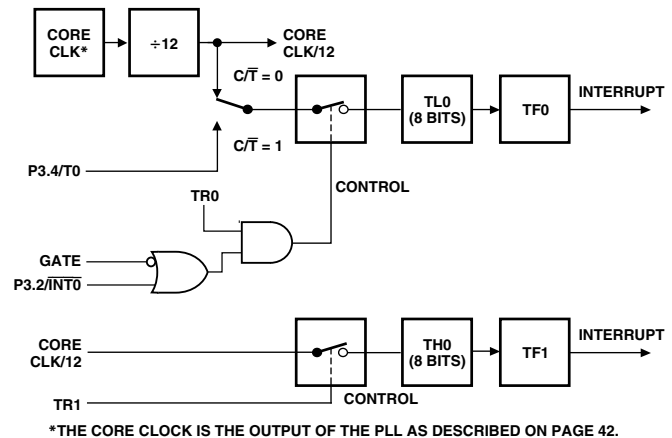 CORE
CLK*
÷12
CORE
CLK/12
C/T̅ = 0
C/T̅ = 1
TL0
(8 BITS)
TF0
INTERRUPT
P3.4/T0
CONTROL
TR0
GATE
P3.2/I̅N̅T̅0̅
CORE
CLK/12
TH0
(8 BITS)
TF1
INTERRUPT
TR1
CONTROL
*THE CORE CLOCK IS THE OUTPUT OF THE PLL AS DESCRIBED ON PAGE 42.